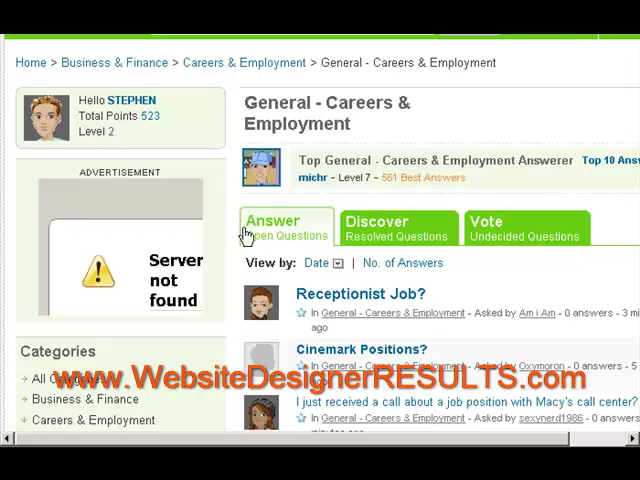 Home > Business & Finance > Careers & Employment > General - Careers & Employment
Hello STEPHEN
Total Points 523
Level 2
ADVERTISEMENT
Server
not
found
Categories
All Categories
Business & Finance
Careers & Employment
General - Careers &
Employment
Top General - Careers & Employment Answerer Top 10 Answ
michr - Level 7 - 561 Best Answers
Answer
Open Questions
Discover
Resolved Questions
Vote
Undecided Questions
View by: Date | No. of Answers
Receptionist Job?
In General - Careers & Employment - Asked by Am i Am - 0 answers - 3 mi
ago
Cinemark Positions?
In General - Careers & Employment - Asked by Oxymoron - 0 answers - 5
ago
I just received a call about a job position with Macy's call center?
In General - Careers & Employment - Asked by sexynerd1986 - 0 answers
minutes ago
www.WebsiteDesignerRESULTS.com